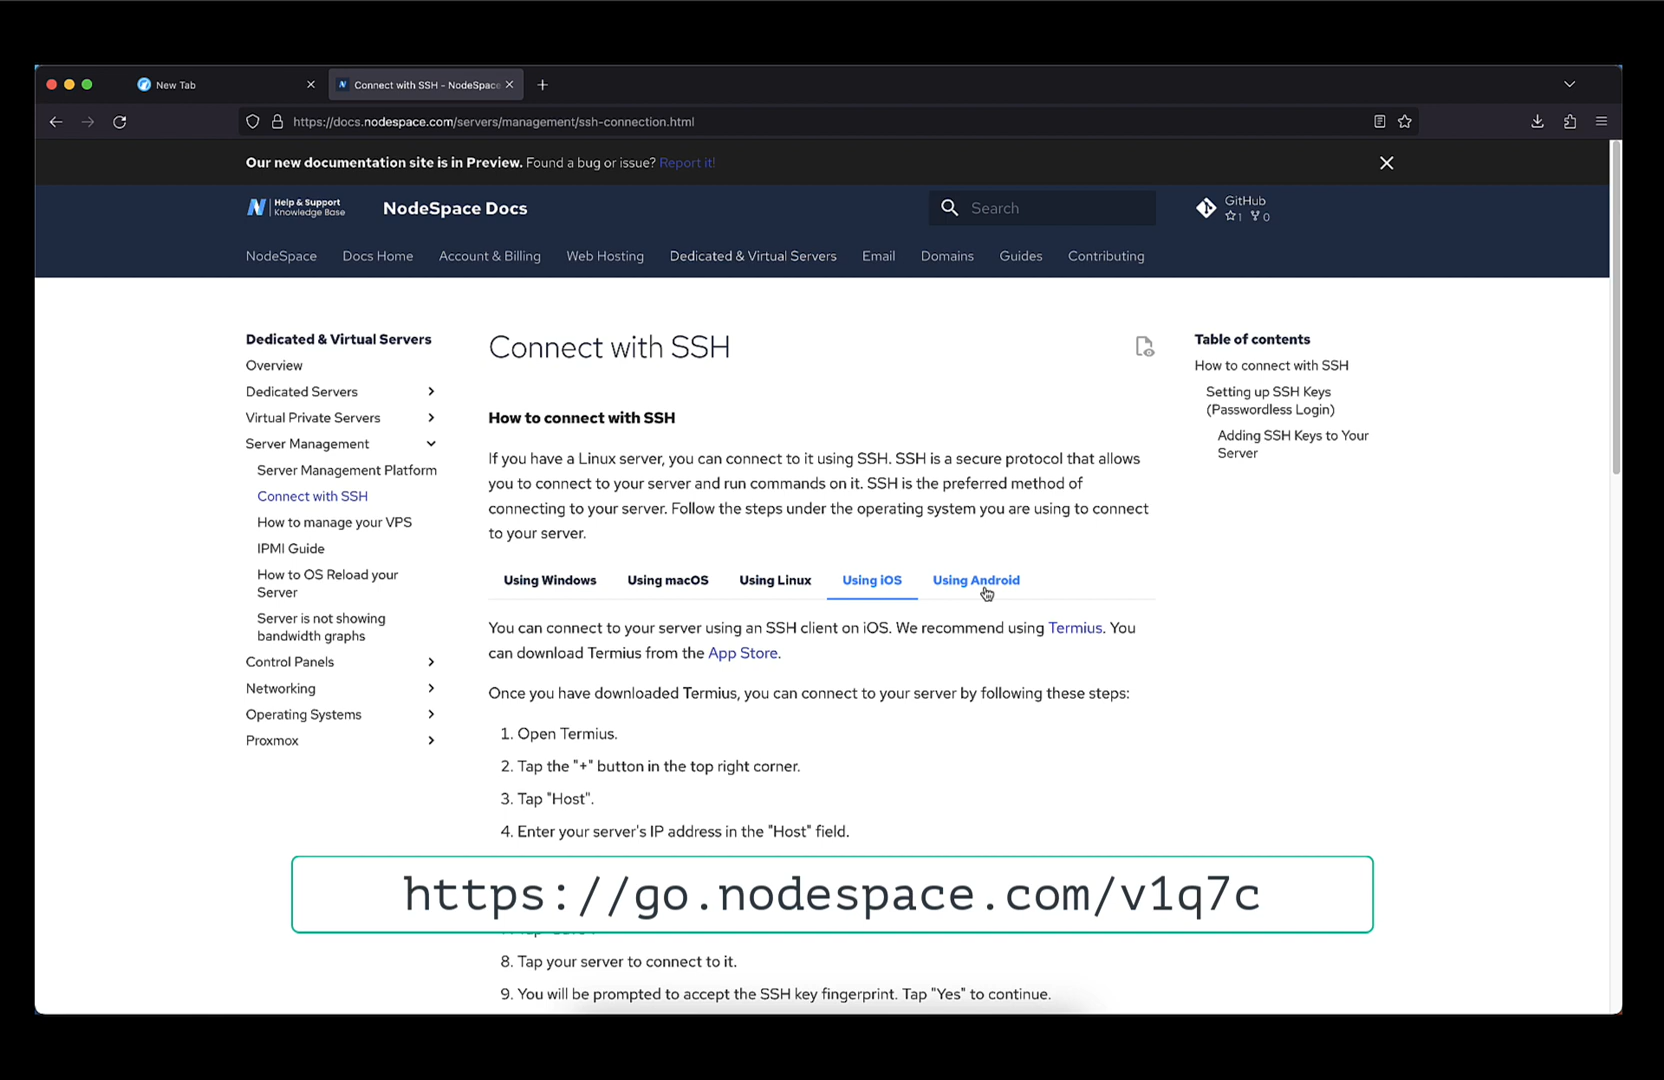 New Tab
Connect with SSH - NodeSpace
https://docs.nodespace.com/servers/management/ssh-connection.html
Our new documentation site is in Preview. Found a bug or issue? Report it!
Help & Support
Knowledge Base
NodeSpace Docs
Search
GitHub
1 0
NodeSpace
Docs Home
Account & Billing
Web Hosting
Dedicated & Virtual Servers
Email
Domains
Guides
Contributing
Dedicated & Virtual Servers
Overview
Dedicated Servers
Virtual Private Servers
Server Management
Server Management Platform
Connect with SSH
How to manage your VPS
IPMI Guide
How to OS Reload your
Server
Server is not showing
bandwidth graphs
Control Panels
Networking
Operating Systems
Proxmox
Connect with SSH
How to connect with SSH
If you have a Linux server, you can connect to it using SSH. SSH is a secure protocol that allows
you to connect to your server and run commands on it. SSH is the preferred method of
connecting to your server. Follow the steps under the operating system you are using to connect
to your server.
Using Windows
Using macOS
Using Linux
Using iOS
Using Android
You can connect to your server using an SSH client on iOS. We recommend using Termius. You
can download Termius from the App Store.
Once you have downloaded Termius, you can connect to your server by following these steps:
1. Open Termius.
2. Tap the "+" button in the top right corner.
3. Tap "Host".
4. Enter your server's IP address in the "Host" field.
https://go.nodespace.com/v1q7c
8. Tap your server to connect to it.
9. You will be prompted to accept the SSH key fingerprint. Tap "Yes" to continue.
Table of contents
How to connect with SSH
Setting up SSH Keys
(Passwordless Login)
Adding SSH Keys to Your
Server